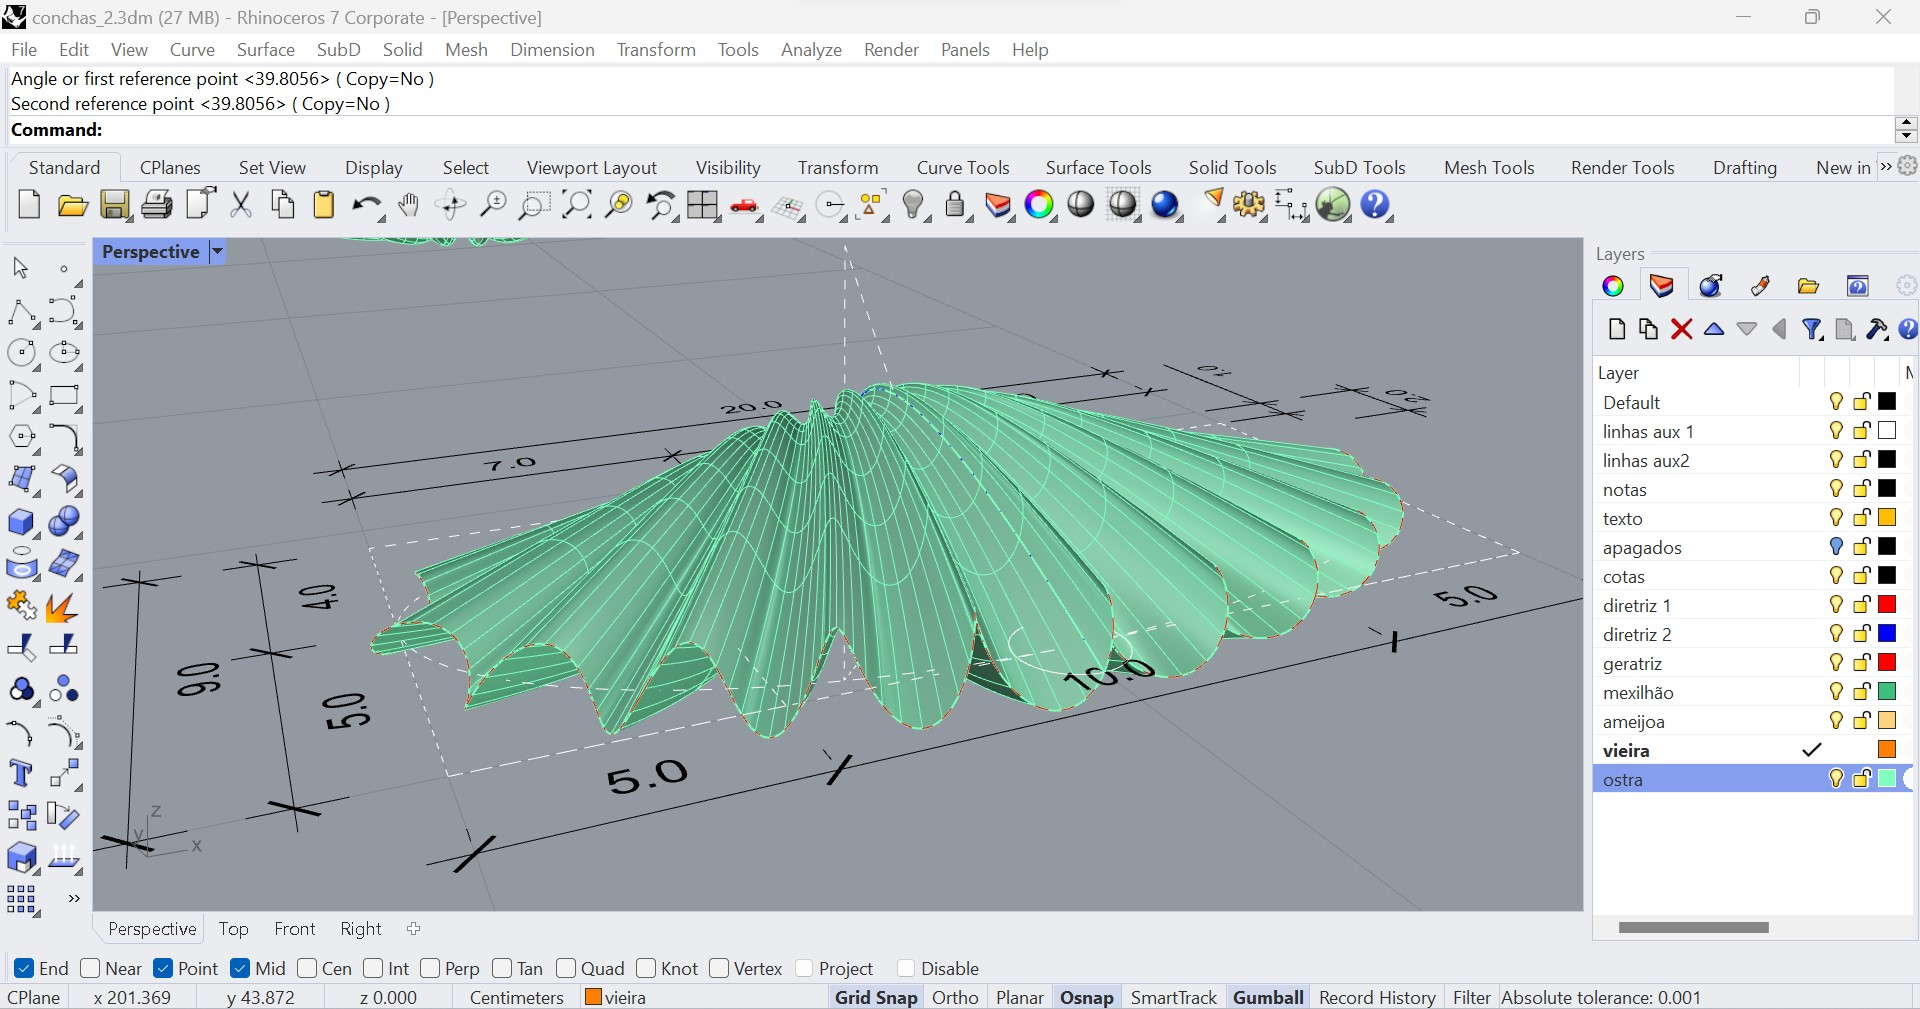 conchas_2.3dm (27 MB) - Rhinoceros 7 Corporate - [Perspective]
File Edit View Curve Surface SubD Solid Mesh Dimension Transform Tools Analyze Render Panels Help
Angle or first reference point <39.8056> ( Copy=No )
Second reference point <39.8056> ( Copy=No )
Command:
Standard CPlanes Set View Display Select Viewport Layout Visibility Transform Curve Tools Surface Tools Solid Tools SubD Tools Mesh Tools Render Tools Drafting New in »
Perspective
Layers
Layer
Default
linhas aux 1
linhas aux2
notas
texto
apagados
cotas
diretriz 1
diretriz 2
geratriz
mexilhão
ameijoa
vieira
ostra
20.0
7.0
2.0
4.0
9.0
5.0
5.0
10.0
5.0
z
y
x
Perspective Top Front Right
End Near Point Mid Cen Int Perp Tan Quad Knot Vertex Project Disable
CPlane x 201.369 y 43.872 z 0.000 Centimeters vieira Grid Snap Ortho Planar Osnap SmartTrack Gumball Record History Filter Absolute tolerance: 0.001